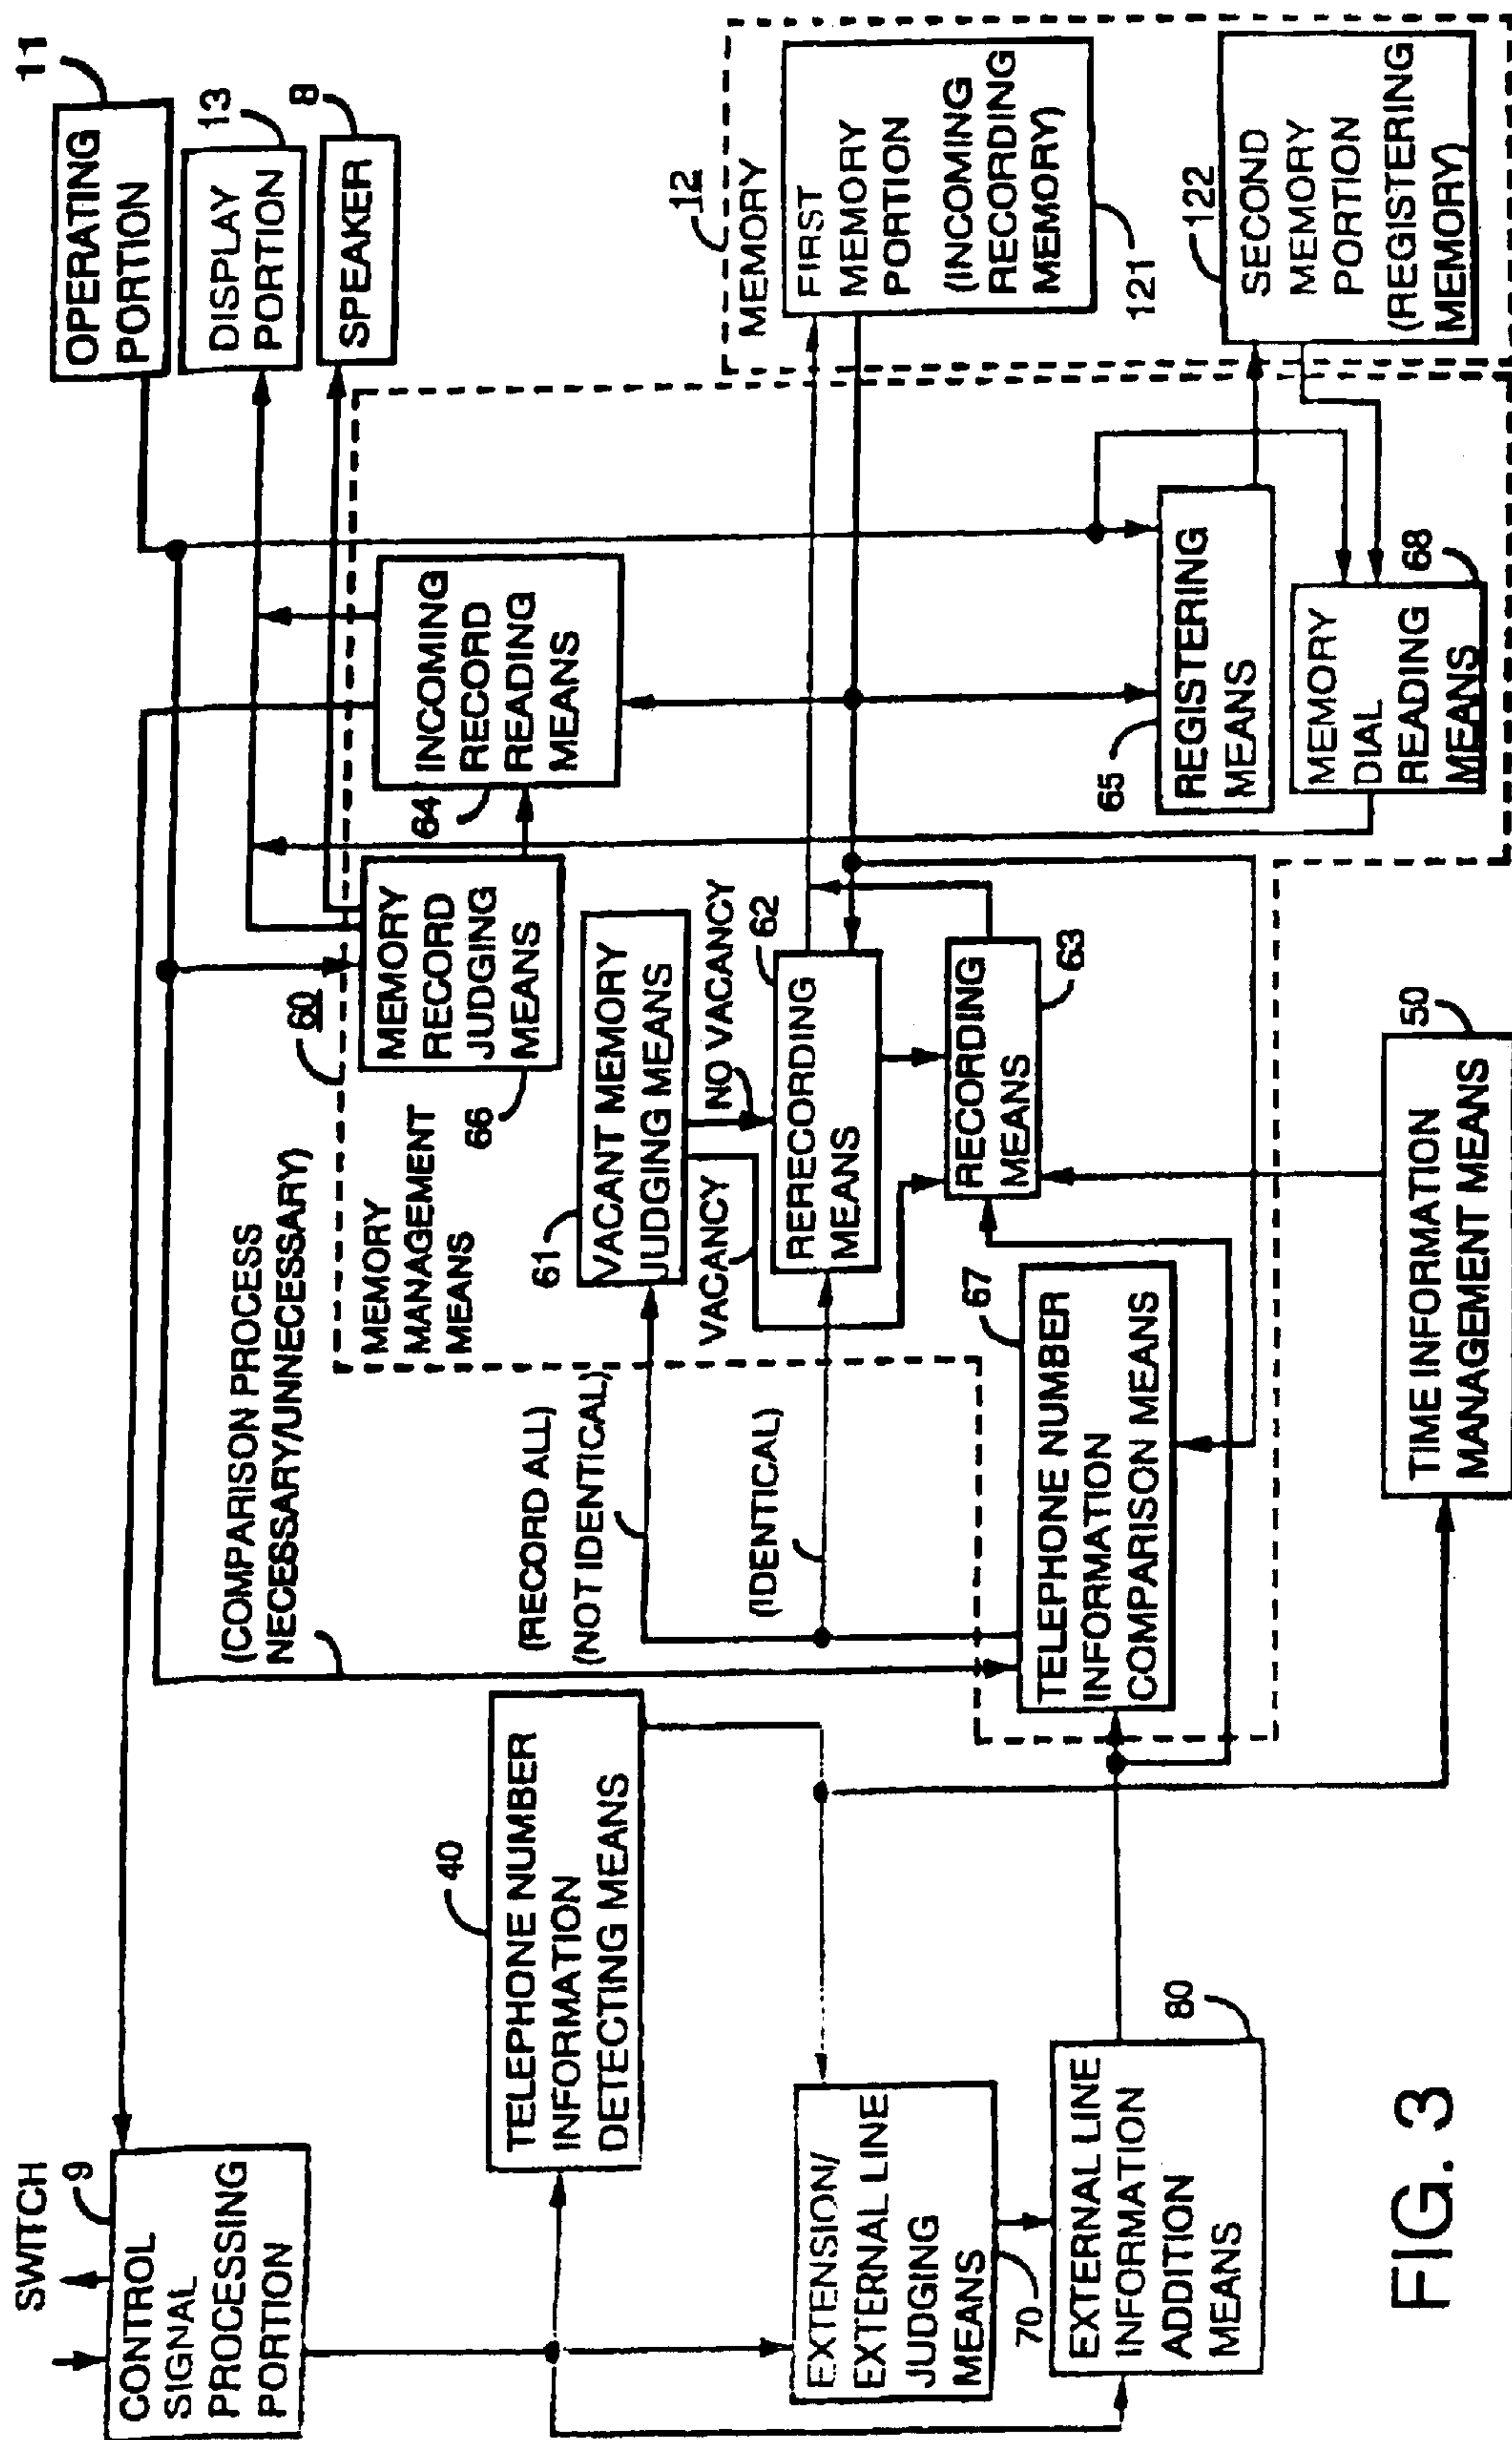 SWITCH
9
CONTROL
SIGNAL
PROCESSING
PORTION
40
TELEPHONE NUMBER
INFORMATION
DETECTING MEANS
EXTENSION/
EXTERNAL LINE
JUDGING
MEANS
70
80
EXTERNAL LINE
INFORMATION
ADDITION
MEANS
(COMPARISON PROCESS
NECESSARY/UNNECESSARY)
(RECORD ALL)
(NOT IDENTICAL)
(IDENTICAL)
67
TELEPHONE NUMBER
INFORMATION
COMPARISON MEANS
50
TIME INFORMATION
MANAGEMENT MEANS
60
MEMORY
MANAGEMENT
MEANS
MEMORY
RECORD
JUDGING
MEANS
66
61
VACANT MEMORY
JUDGING MEANS
VACANCY
NO VACANCY
62
RERECORDING
MEANS
RECORDING
MEANS
63
INCOMING
RECORD
READING
MEANS
64
65
REGISTERING
MEANS
68
MEMORY
DIAL
READING
MEANS
11
OPERATING
PORTION
13
DISPLAY
PORTION
8
SPEAKER
12
MEMORY
FIRST
MEMORY
PORTION
(INCOMING
RECORDING
MEMORY)
121
122
SECOND
MEMORY
PORTION
(REGISTERING
MEMORY)
FIG. 3